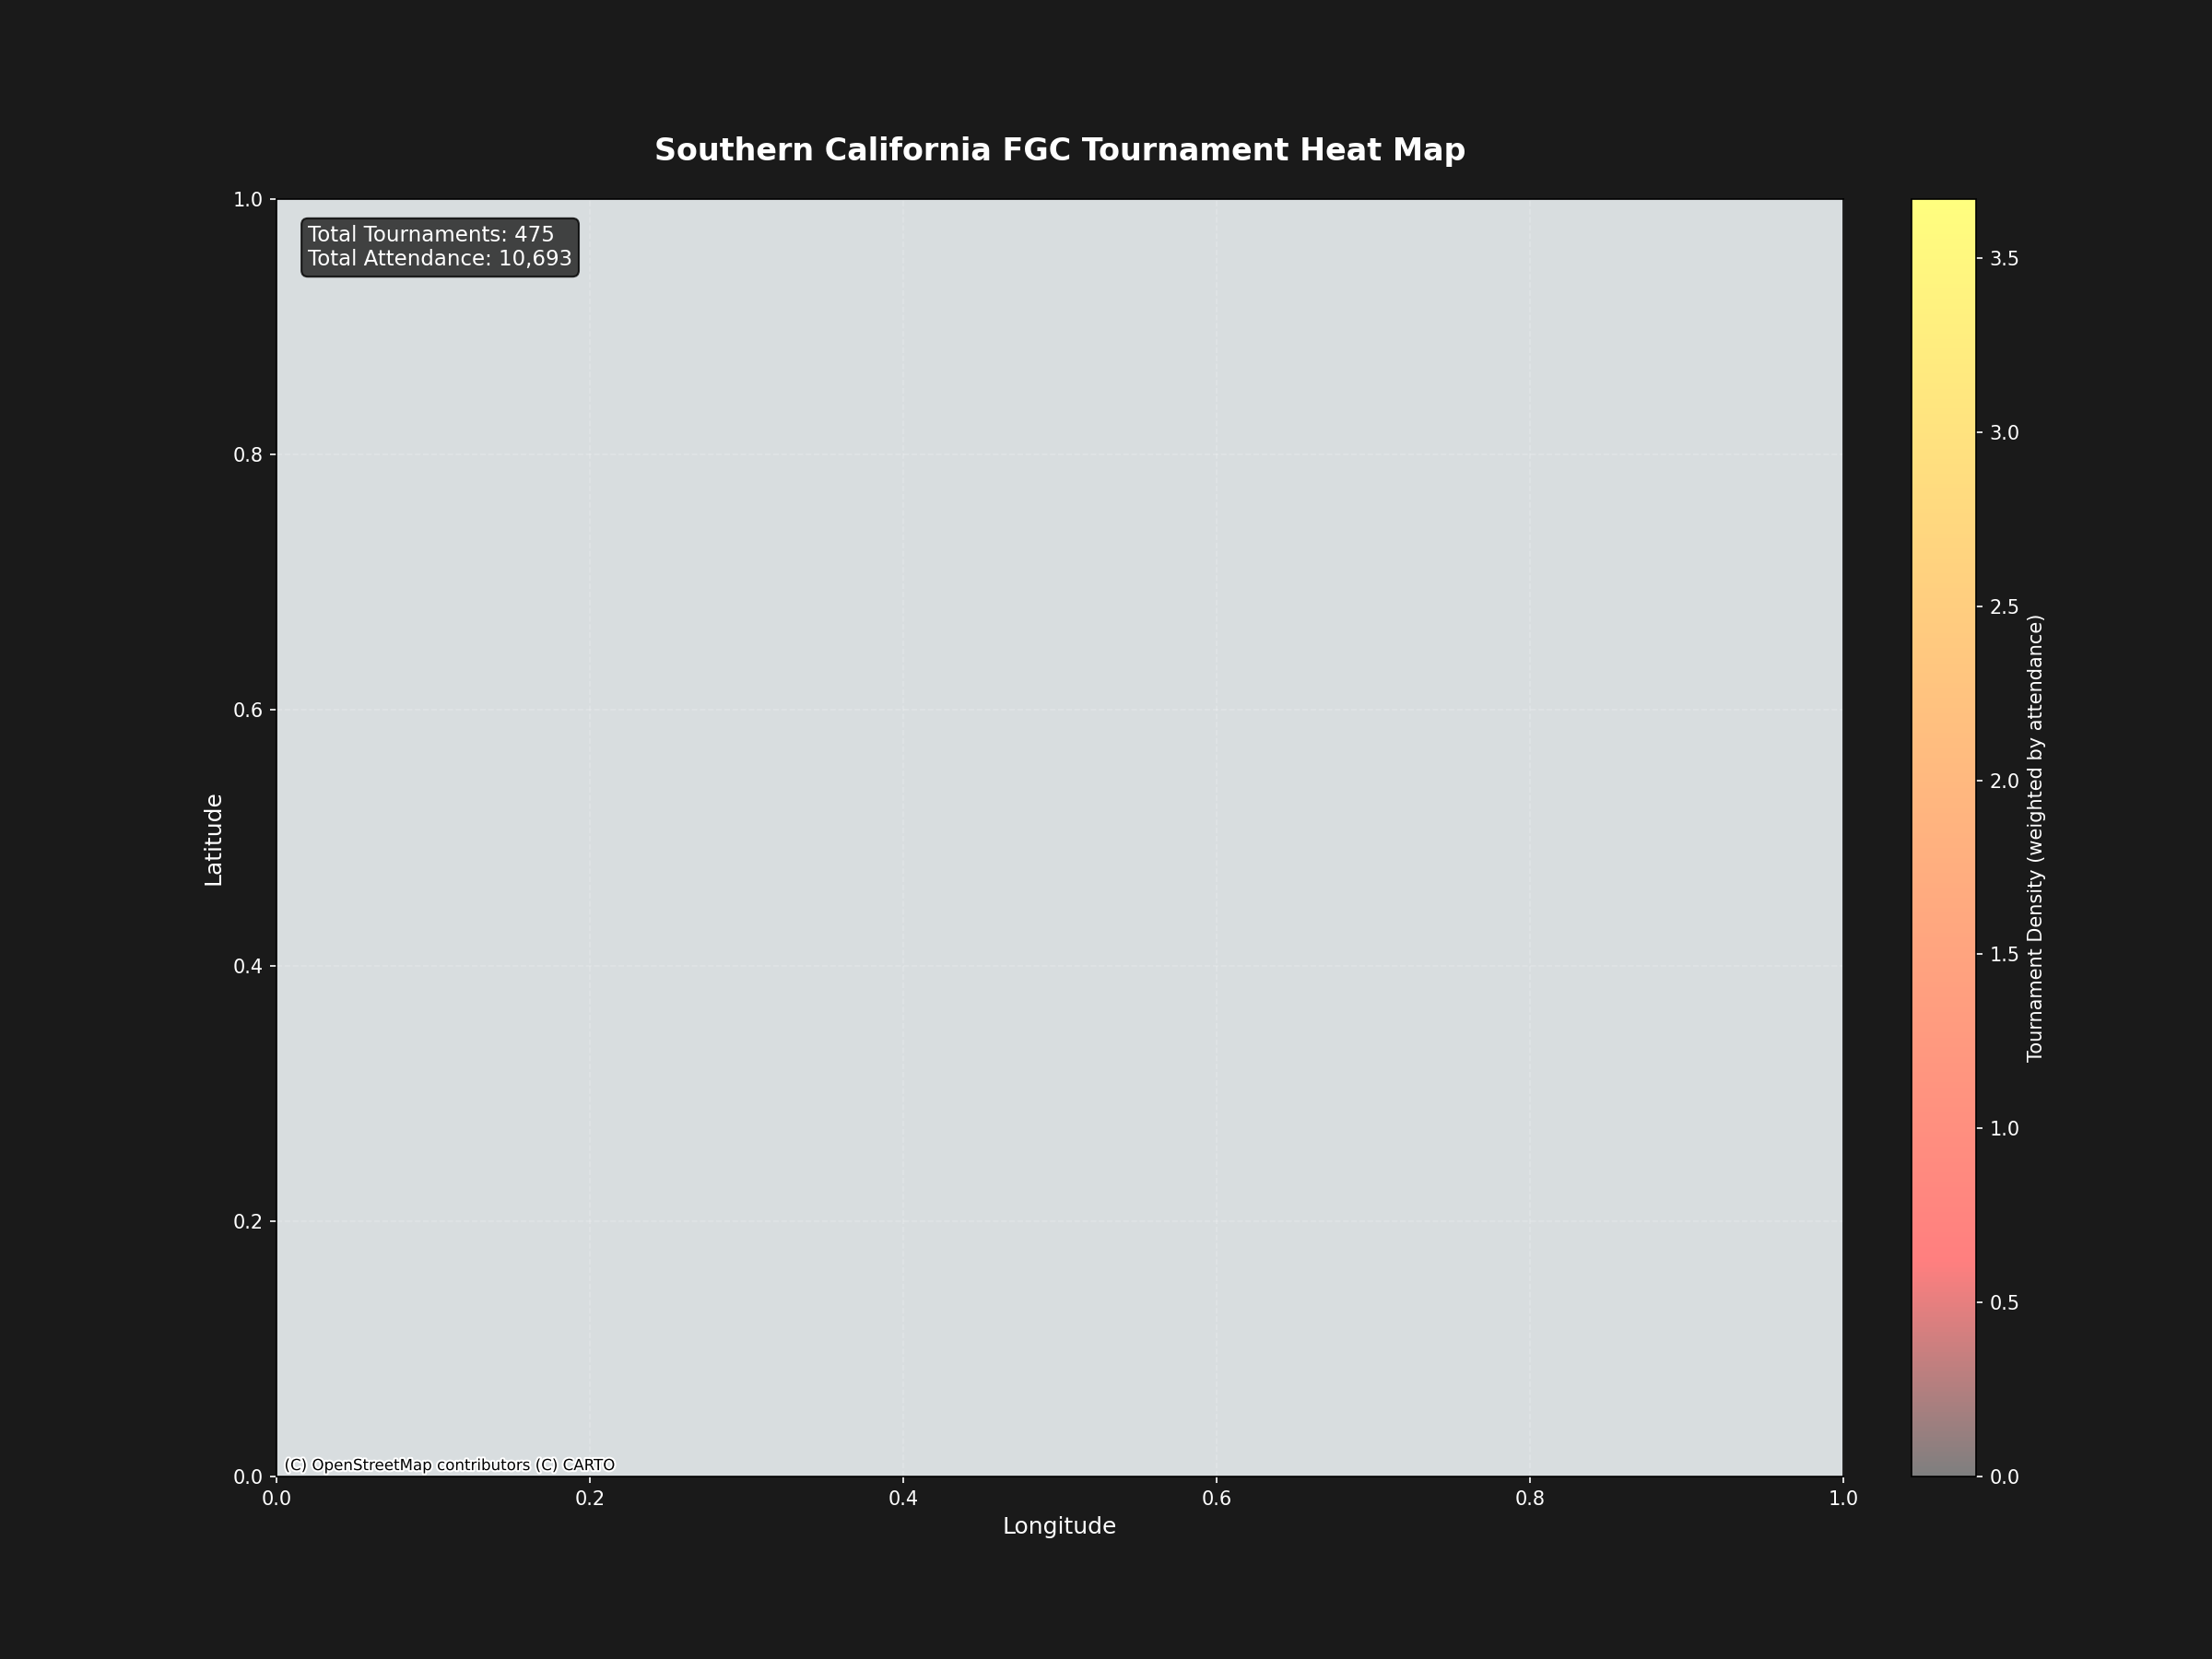 Southern California FGC Tournament Heat Map
Total Tournaments: 475
Total Attendance: 10,693
1.0
0.8
0.6
0.4
0.2
0.0
Latitude
(C) OpenStreetMap contributors (C) CARTO
0.0 0.2 0.4 0.6 0.8 1.0
Longitude
3.5
3.0
2.5
2.0
1.5
1.0
0.5
0.0
Tournament Density (weighted by attendance)